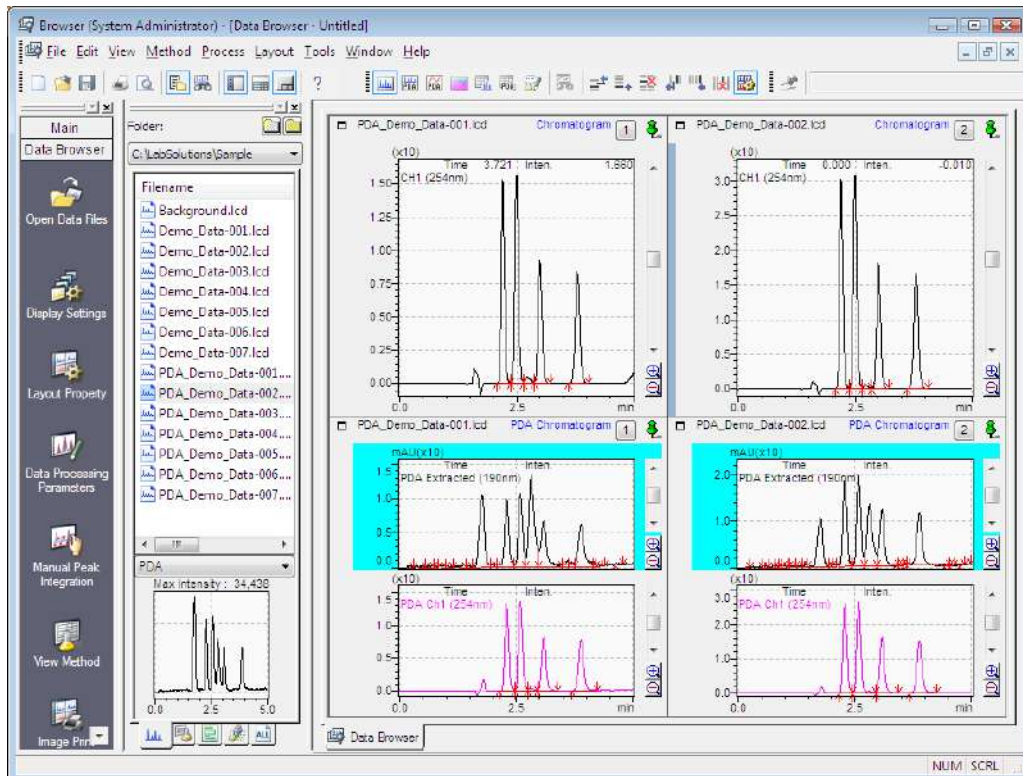 Browser (System Administrator) - [Data Browser - Untitled]
File Edit View Method Process Layout Tools Window Help
Main
Data Browser
Open Data Files
Display Settings
Layout Property
Data Processing
Parameters
Manual Peak
Integration
View Method
Image Print
Folder:
C:\LabSolutions\Sample
Filename
Background.lcd
Demo_Data-001.lcd
Demo_Data-002.lcd
Demo_Data-003.lcd
Demo_Data-004.lcd
Demo_Data-005.lcd
Demo_Data-006.lcd
Demo_Data-007.lcd
PDA_Demo_Data-001....
PDA_Demo_Data-002....
PDA_Demo_Data-003....
PDA_Demo_Data-004....
PDA_Demo_Data-005....
PDA_Demo_Data-006....
PDA_Demo_Data-007....
PDA
Max Intensity : 34,438
0.0 2.5 5.0
ALL
PDA_Demo_Data-001.lcd Chromatogram 1
(x10)
Time 3.721 Inten. 1.660
CH1 (254nm)
1.50
1.25
1.00
0.75
0.50
0.25
0.00
0.0 2.5 min
PDA_Demo_Data-002.lcd Chromatogram 2
(x10)
Time 0.000 Inten. -0.010
CH1 (254nm)
3.0
2.5
2.0
1.5
1.0
0.5
0.0
0.0 2.5 min
PDA_Demo_Data-001.lcd PDA Chromatogram 1
mAU(x10)
Time Inten.
PDA Extracted (190nm)
1.5
1.0
0.5
0.0
(x10)
Time Inten.
PDA Ch1 (254nm)
1.5
1.0
0.5
0.0
0.0 2.5 min
PDA_Demo_Data-002.lcd PDA Chromatogram 2
mAU(x10)
Time Inten.
PDA Extracted (190nm)
2.0
1.0
0.0
(x10)
Time Inten.
PDA Ch1 (254nm)
3.0
2.0
1.0
0.0
0.0 2.5 min
Data Browser
NUM SCRL